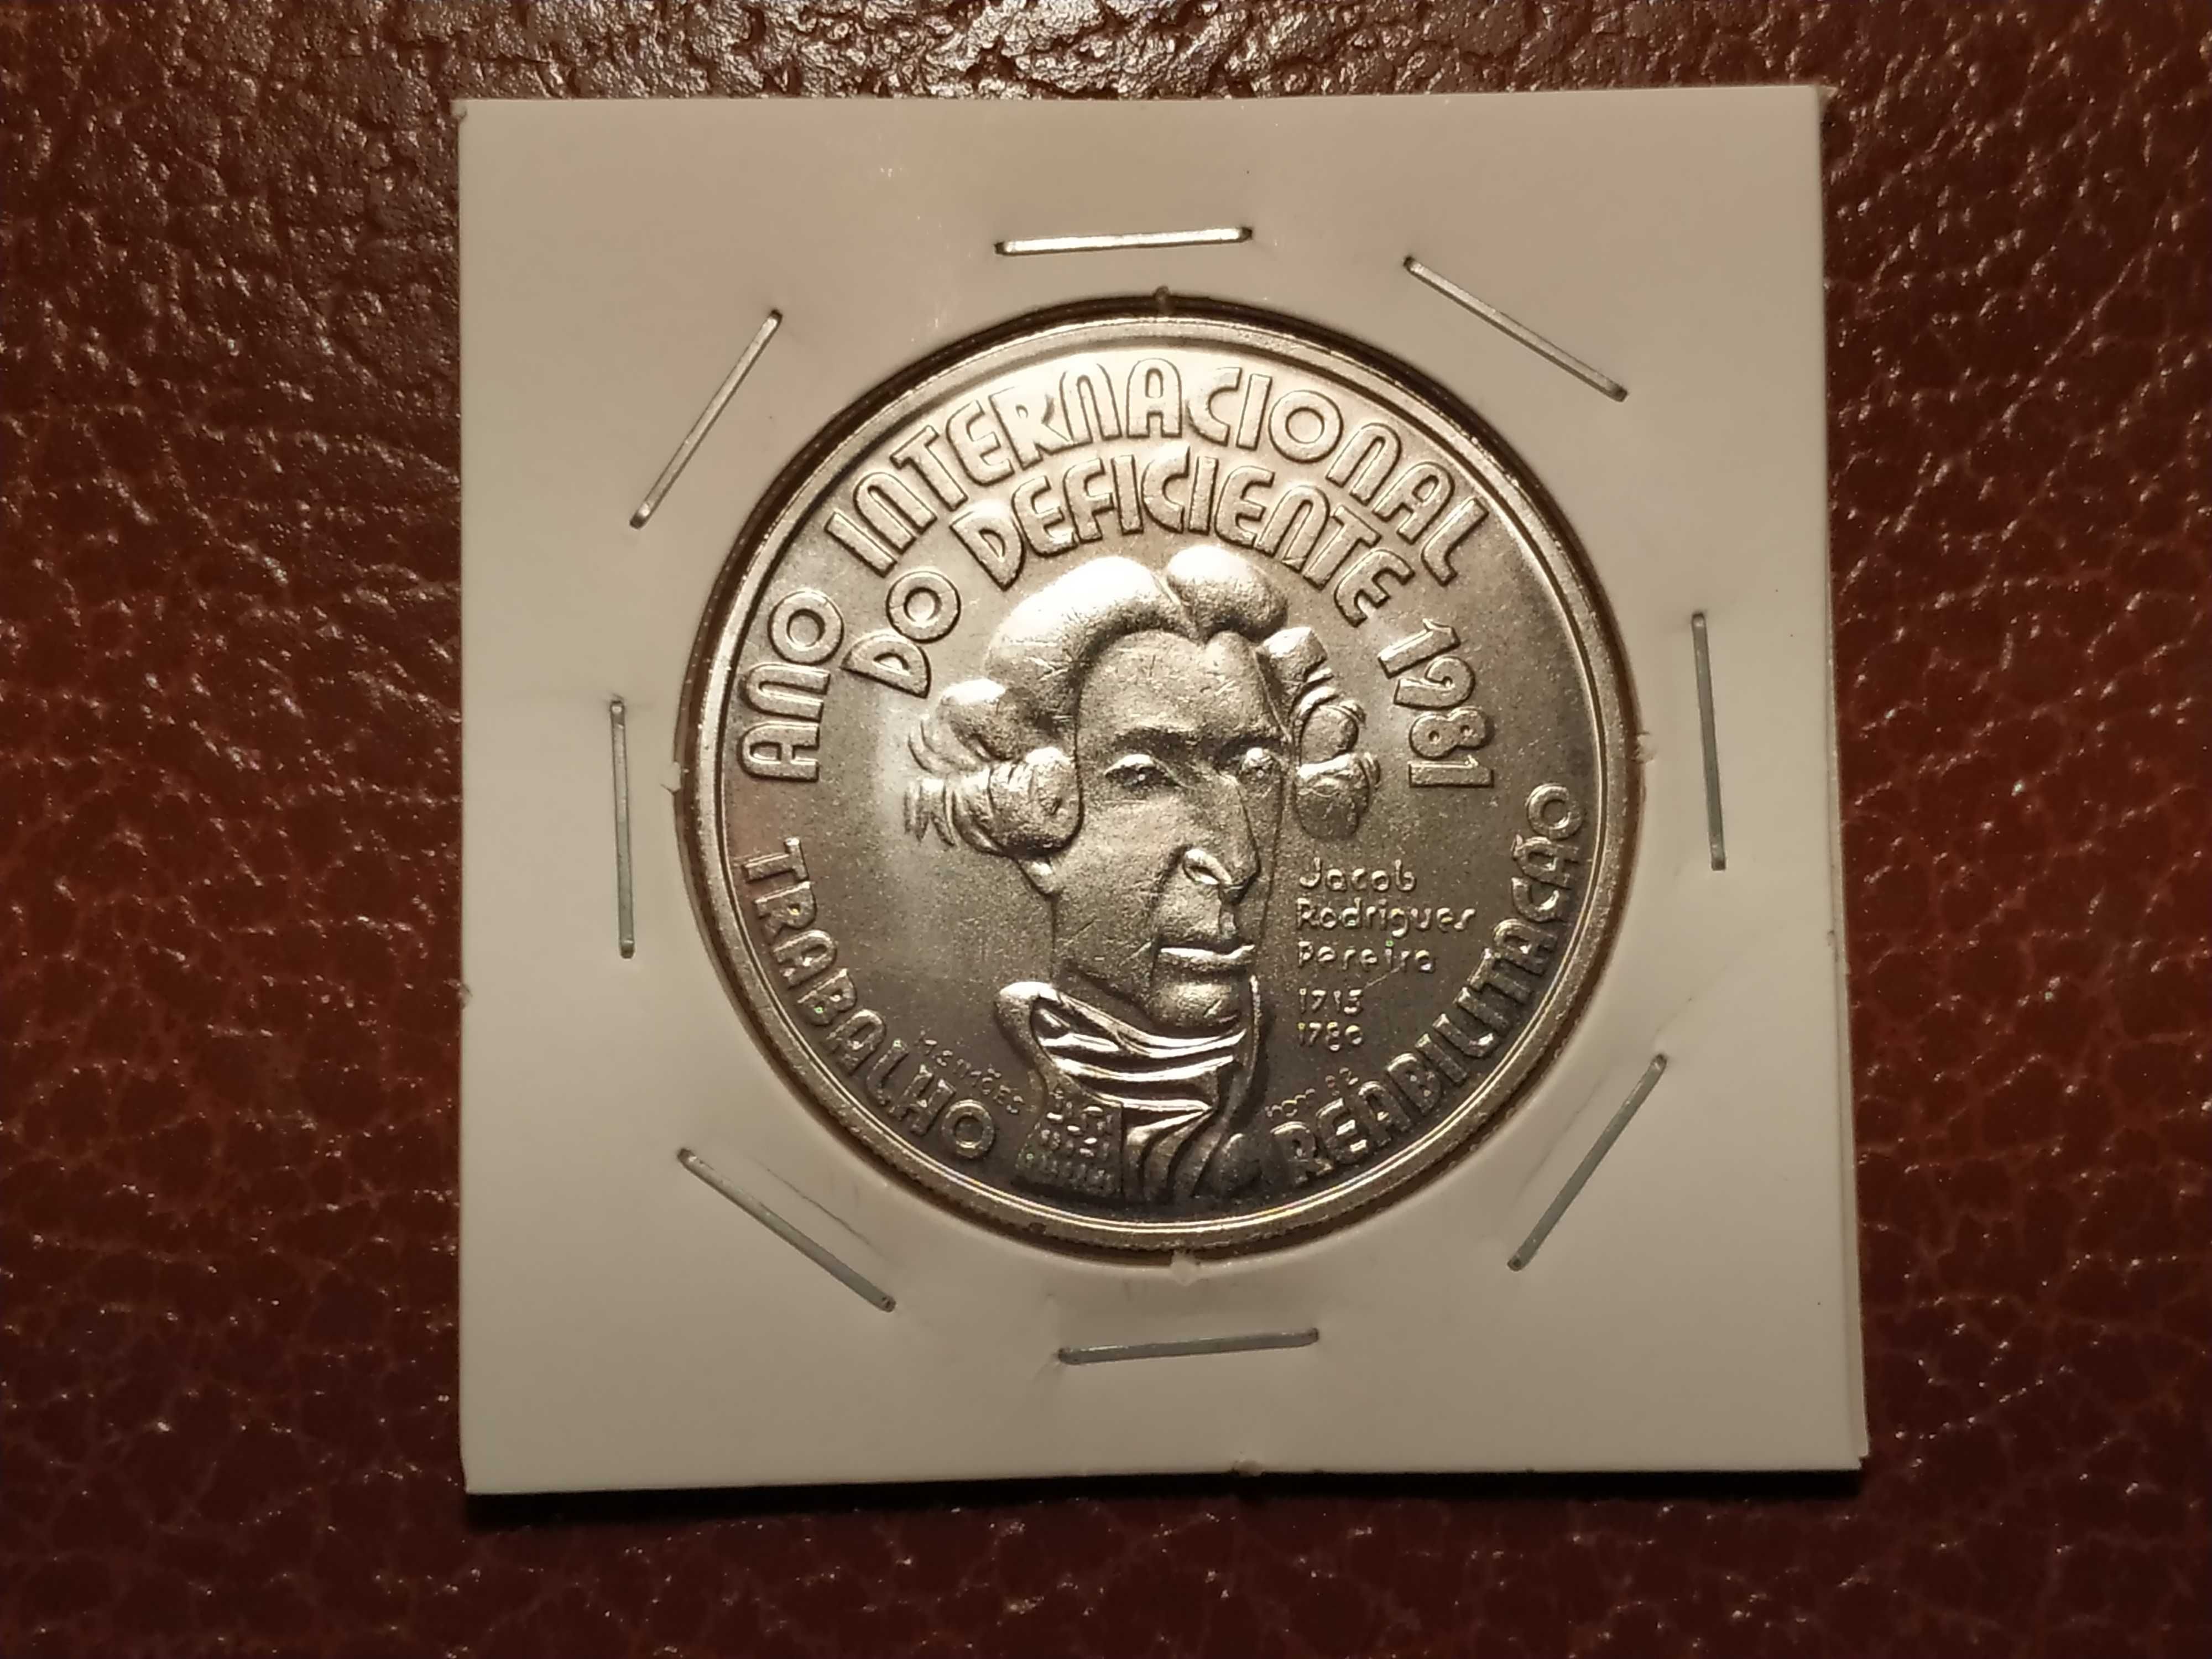 ANO INTERNACIONAL
DO DEFICIENTE 1981
Jacob
Rodrigues
Pereira
1715
1780
TRABALHO
REABILITAÇÃO